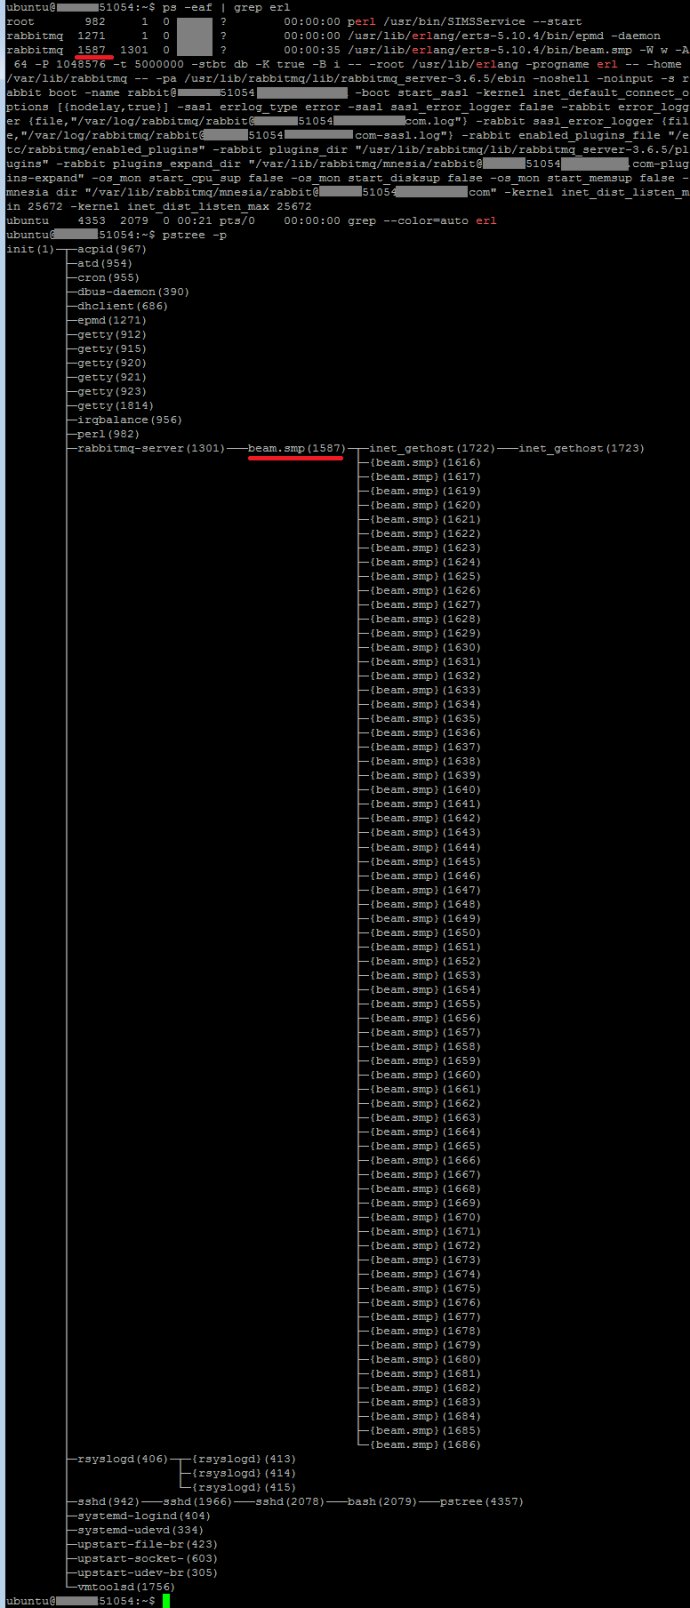 ubuntu@ 51054:~$ ps -eaf | grep erl
root 982 1 0 ? 00:00:00 perl /usr/bin/SIMSService --start
rabbitmq 1271 1 0 ? 00:00:00 /usr/lib/erlang/erts-5.10.4/bin/epmd -daemon
rabbitmq 1587 1301 0 ? 00:00:35 /usr/lib/erlang/erts-5.10.4/bin/beam.smp -W w -A
64 -P 1048576 -t 5000000 -stbt db -K true -B i -- -root /usr/lib/erlang -progname erl -- -home
/var/lib/rabbitmq -- -pa /usr/lib/rabbitmq/lib/rabbitmq_server-3.6.5/ebin -noshell -noinput -s r
abbit boot -name rabbit@ 51054 -boot start_sasl -kernel inet_default_connect_o
ptions [{nodelay,true}] -sasl errlog_type error -sasl sasl_error_logger false -rabbit error_logg
er {file,"/var/log/rabbitmq/rabbit@ 51054 com.log"} -rabbit sasl_error_logger {fil
e,"/var/log/rabbitmq/rabbit@ 51054 com-sasl.log"} -rabbit enabled_plugins_file "/e
tc/rabbitmq/enabled_plugins" -rabbit plugins_dir "/usr/lib/rabbitmq/lib/rabbitmq_server-3.6.5/pl
ugins" -rabbit plugins_expand_dir "/var/lib/rabbitmq/mnesia/rabbit@ 51054 .com-plug
ins-expand" -os_mon start_cpu_sup false -os_mon start_disksup false -os_mon start_memsup false -
mnesia dir "/var/lib/rabbitmq/mnesia/rabbit@ 51054 com" -kernel inet_dist_listen_m
in 25672 -kernel inet_dist_listen_max 25672
ubuntu 4353 2079 0 00:21 pts/0 00:00:00 grep --color=auto erl
ubuntu@ 51054:~$ pstree -p
init(1)─┬─acpid(967)
├─atd(954)
├─cron(955)
├─dbus-daemon(390)
├─dhclient(686)
├─epmd(1271)
├─getty(912)
├─getty(915)
├─getty(920)
├─getty(921)
├─getty(923)
├─getty(1814)
├─irqbalance(956)
├─perl(982)
├─rabbitmq-server(1301)───beam.smp(1587)─┬─inet_gethost(1722)───inet_gethost(1723)
├─{beam.smp}(1616)
├─{beam.smp}(1617)
├─{beam.smp}(1619)
├─{beam.smp}(1620)
├─{beam.smp}(1621)
├─{beam.smp}(1622)
├─{beam.smp}(1623)
├─{beam.smp}(1624)
├─{beam.smp}(1625)
├─{beam.smp}(1626)
├─{beam.smp}(1627)
├─{beam.smp}(1628)
├─{beam.smp}(1629)
├─{beam.smp}(1630)
├─{beam.smp}(1631)
├─{beam.smp}(1632)
├─{beam.smp}(1633)
├─{beam.smp}(1634)
├─{beam.smp}(1635)
├─{beam.smp}(1636)
├─{beam.smp}(1637)
├─{beam.smp}(1638)
├─{beam.smp}(1639)
├─{beam.smp}(1640)
├─{beam.smp}(1641)
├─{beam.smp}(1642)
├─{beam.smp}(1643)
├─{beam.smp}(1644)
├─{beam.smp}(1645)
├─{beam.smp}(1646)
├─{beam.smp}(1647)
├─{beam.smp}(1648)
├─{beam.smp}(1649)
├─{beam.smp}(1650)
├─{beam.smp}(1651)
├─{beam.smp}(1652)
├─{beam.smp}(1653)
├─{beam.smp}(1654)
├─{beam.smp}(1655)
├─{beam.smp}(1656)
├─{beam.smp}(1657)
├─{beam.smp}(1658)
├─{beam.smp}(1659)
├─{beam.smp}(1660)
├─{beam.smp}(1661)
├─{beam.smp}(1662)
├─{beam.smp}(1663)
├─{beam.smp}(1664)
├─{beam.smp}(1665)
├─{beam.smp}(1666)
├─{beam.smp}(1667)
├─{beam.smp}(1668)
├─{beam.smp}(1669)
├─{beam.smp}(1670)
├─{beam.smp}(1671)
├─{beam.smp}(1672)
├─{beam.smp}(1673)
├─{beam.smp}(1674)
├─{beam.smp}(1675)
├─{beam.smp}(1676)
├─{beam.smp}(1677)
├─{beam.smp}(1678)
├─{beam.smp}(1679)
├─{beam.smp}(1680)
├─{beam.smp}(1681)
├─{beam.smp}(1682)
├─{beam.smp}(1683)
├─{beam.smp}(1684)
├─{beam.smp}(1685)
└─{beam.smp}(1686)
├─rsyslogd(406)─┬─{rsyslogd}(413)
├─{rsyslogd}(414)
└─{rsyslogd}(415)
├─sshd(942)───sshd(1966)───sshd(2078)───bash(2079)───pstree(4357)
├─systemd-logind(404)
├─systemd-udevd(334)
├─upstart-file-br(423)
├─upstart-socket-(603)
├─upstart-udev-br(305)
└─vmtoolsd(1756)
ubuntu@ 51054:~$